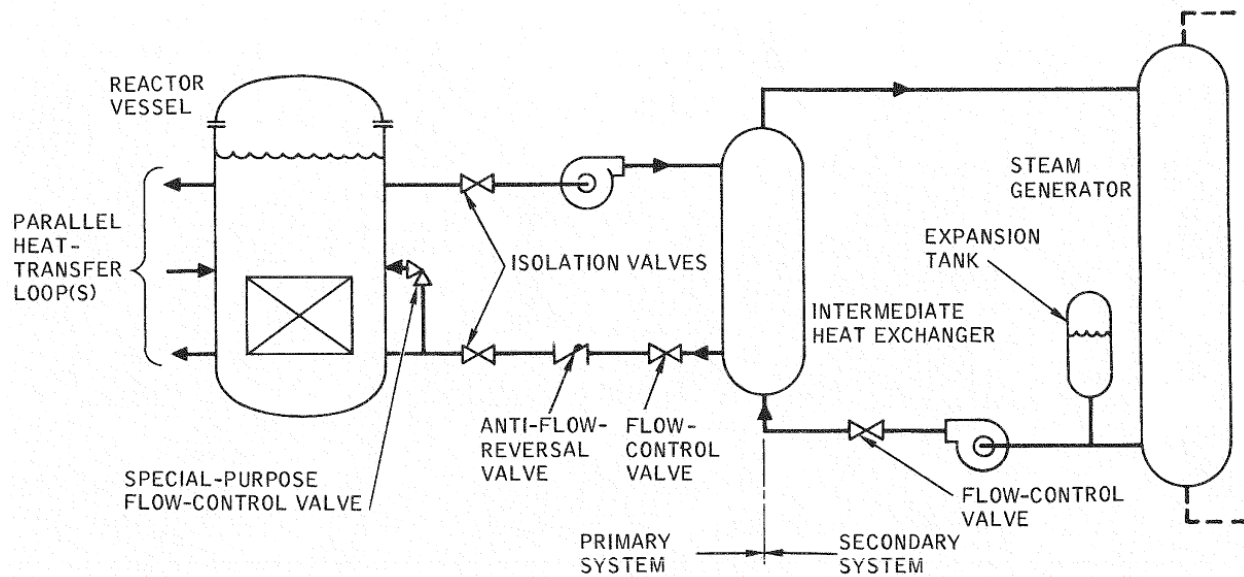 REACTOR
VESSEL
STEAM
GENERATOR
PARALLEL
HEAT-
TRANSFER
LOOP(S)
EXPANSION
TANK
ISOLATION VALVES
INTERMEDIATE
HEAT EXCHANGER
ANTI-FLOW-
REVERSAL
VALVE
FLOW-
CONTROL
VALVE
SPECIAL-PURPOSE
FLOW-CONTROL VALVE
FLOW-CONTROL
VALVE
PRIMARY
SYSTEM
SECONDARY
SYSTEM